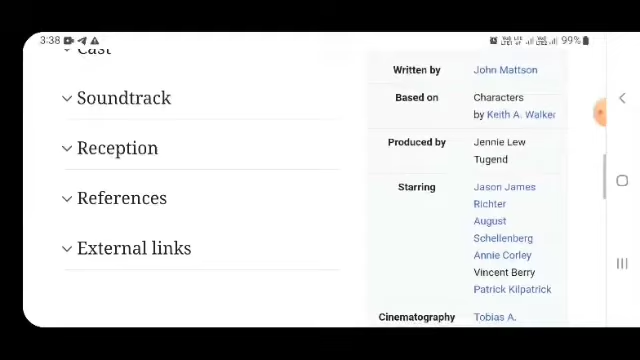 3:38
99%
Cast
Soundtrack
Reception
References
External links
Written by John Mattson
Based on Characters
by Keith A. Walker
Produced by Jennie Lew
Tugend
Starring Jason James
Richter
August
Schellenberg
Annie Corley
Vincent Berry
Patrick Kilpatrick
Cinematography Tobias A.